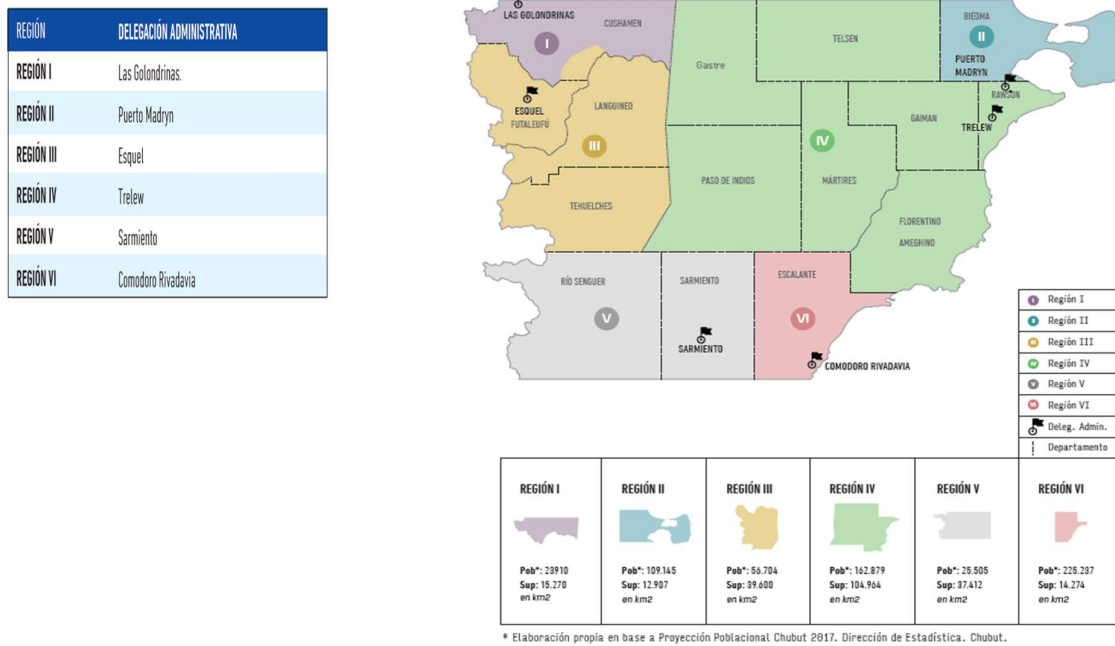 REGIÓN DELEGACIÓN ADMINISTRATIVA
REGIÓN I Las Golondrinas.
REGIÓN II Puerto Madryn
REGIÓN III Esquel
REGIÓN IV Trelew
REGIÓN V Sarmiento
REGIÓN VI Comodoro Rivadavia
LAS GOLONDRINAS
CUSHAMEN
I
TELSEN
BIEDMA
II
PUERTO
MADRYN
Gastre
ESQUEL
FUTALEUFÚ
LANGUINEO
III
RAWSON
GAIMAN
TRELEW
IV
PASO DE INDIOS
MÁRTIRES
TEHUELCHES
FLORENTINO
AMEGHINO
RÍO SENGUER
V
SARMIENTO
SARMIENTO
ESCALANTE
VI
COMODORO RIVADAVIA
I Región I
II Región II
III Región III
IV Región IV
V Región V
VI Región VI
Deleg. Admin.
Departamento
REGIÓN I
Pob*: 23910
Sup: 15.270
en km2
REGIÓN II
Pob*: 109.145
Sup: 12.907
en km2
REGIÓN III
Pob*: 56.704
Sup: 39.600
en km2
REGIÓN IV
Pob*: 162.879
Sup: 104.964
en km2
REGIÓN V
Pob*: 25.505
Sup: 37.412
en km2
REGIÓN VI
Pob*: 225.237
Sup: 14.274
en km2
* Elaboración propia en base a Proyección Poblacional Chubut 2017. Dirección de Estadística. Chubut.